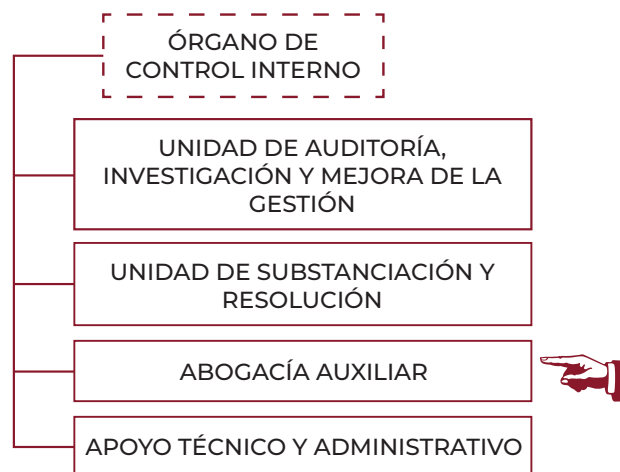 ÓRGANO DE
CONTROL INTERNO
UNIDAD DE AUDITORÍA,
INVESTIGACIÓN Y MEJORA DE LA
GESTIÓN
UNIDAD DE SUBSTANCIACIÓN Y
RESOLUCIÓN
ABOGACÍA AUXILIAR
APOYO TÉCNICO Y ADMINISTRATIVO